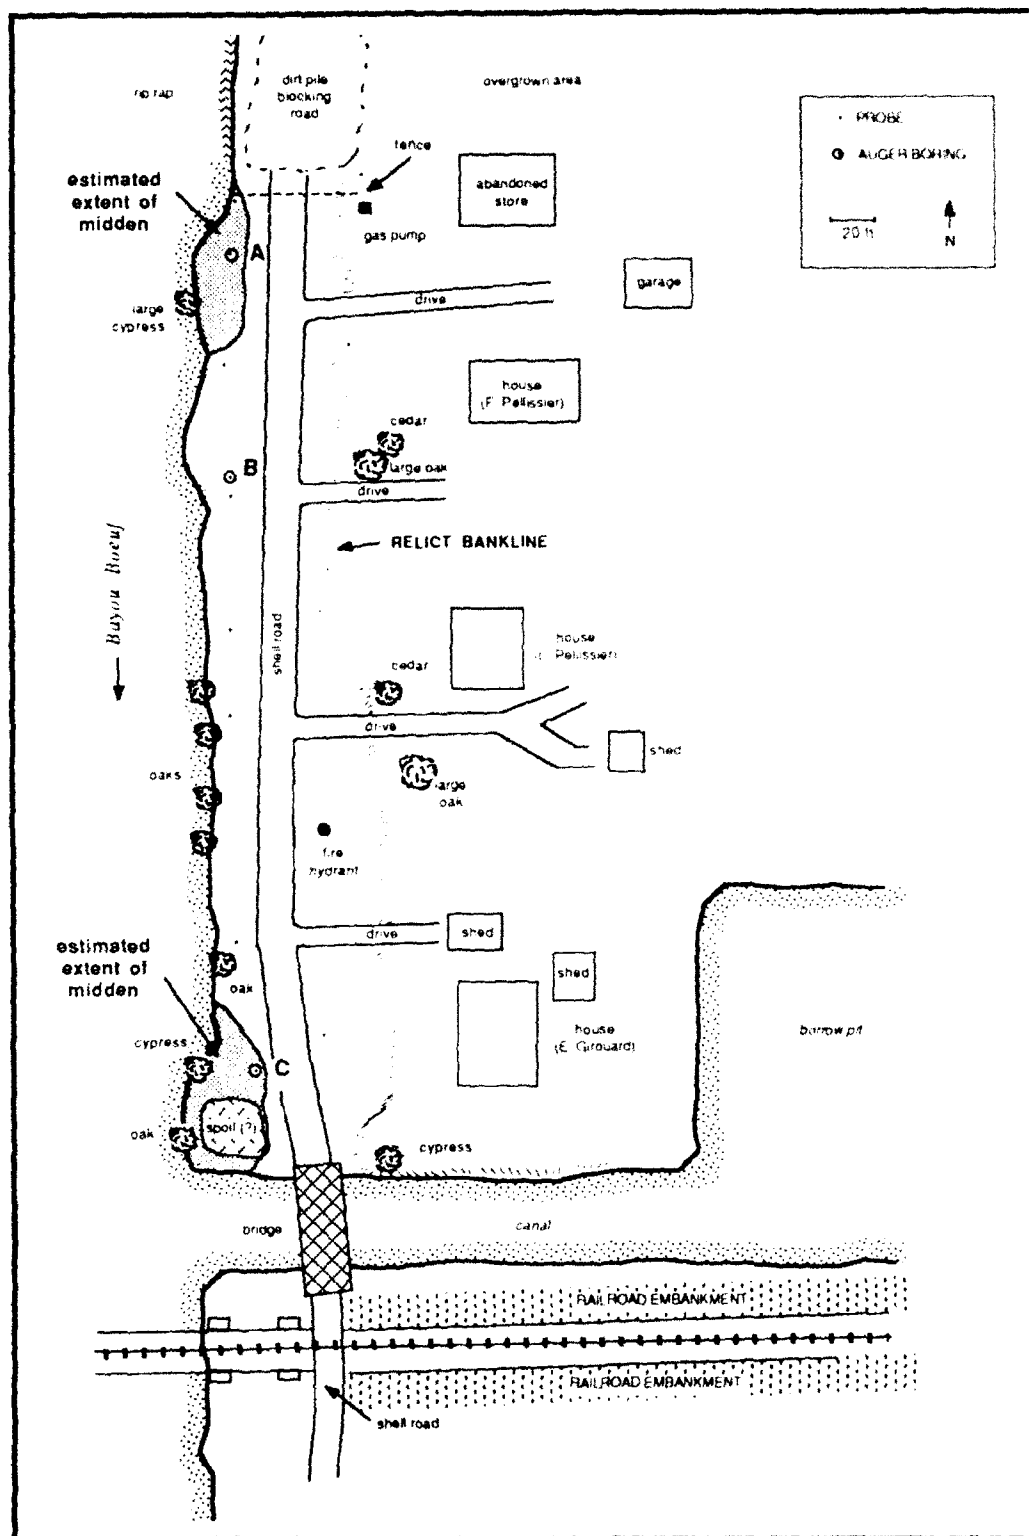 rip rap
dirt pile
blocking
road
overgrown area
PROBE
AUGER BORING
20 ft
N
fence
estimated
extent of
midden
abandoned
store
gas pump
A
garage
drive
large
cypress
house
(F. Pellissier)
cedar
large oak
B
drive
RELICT BANKLINE
Bayou Boeuf
shell road
house
Pellissier)
cedar
drive
shed
oaks
large
oak
fire
hydrant
drive
shed
estimated
extent of
midden
oak
shed
cypress
house
(E. Girouard)
borrow pit
C
spoil (?)
oak
cypress
bridge
canal
RAILROAD EMBANKMENT
RAILROAD EMBANKMENT
shell road